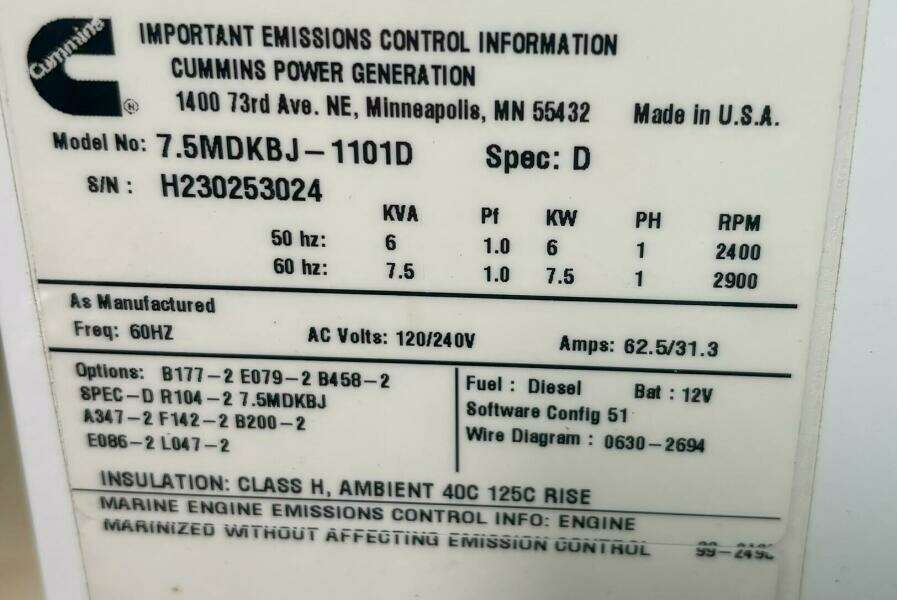 Cummins
®
IMPORTANT EMISSIONS CONTROL INFORMATION
CUMMINS POWER GENERATION
1400 73rd Ave. NE, Minneapolis, MN 55432 Made in U.S.A.
Model No: 7.5MDKBJ-1101D Spec: D
S/N : H230253024
KVA Pf KW PH RPM
50 hz: 6 1.0 6 1 2400
60 hz: 7.5 1.0 7.5 1 2900
As Manufactured
Freq: 60HZ AC Volts: 120/240V Amps: 62.5/31.3
Options: B177-2 E079-2 B458-2
SPEC-D R104-2 7.5MDKBJ
A347-2 F142-2 B200-2
E086-2 L047-2
Fuel : Diesel Bat : 12V
Software Config 51
Wire Diagram : 0630-2694
INSULATION: CLASS H, AMBIENT 40C 125C RISE
MARINE ENGINE EMISSIONS CONTROL INFO: ENGINE
MARINIZED WITHOUT AFFECTING EMISSION CONTROL